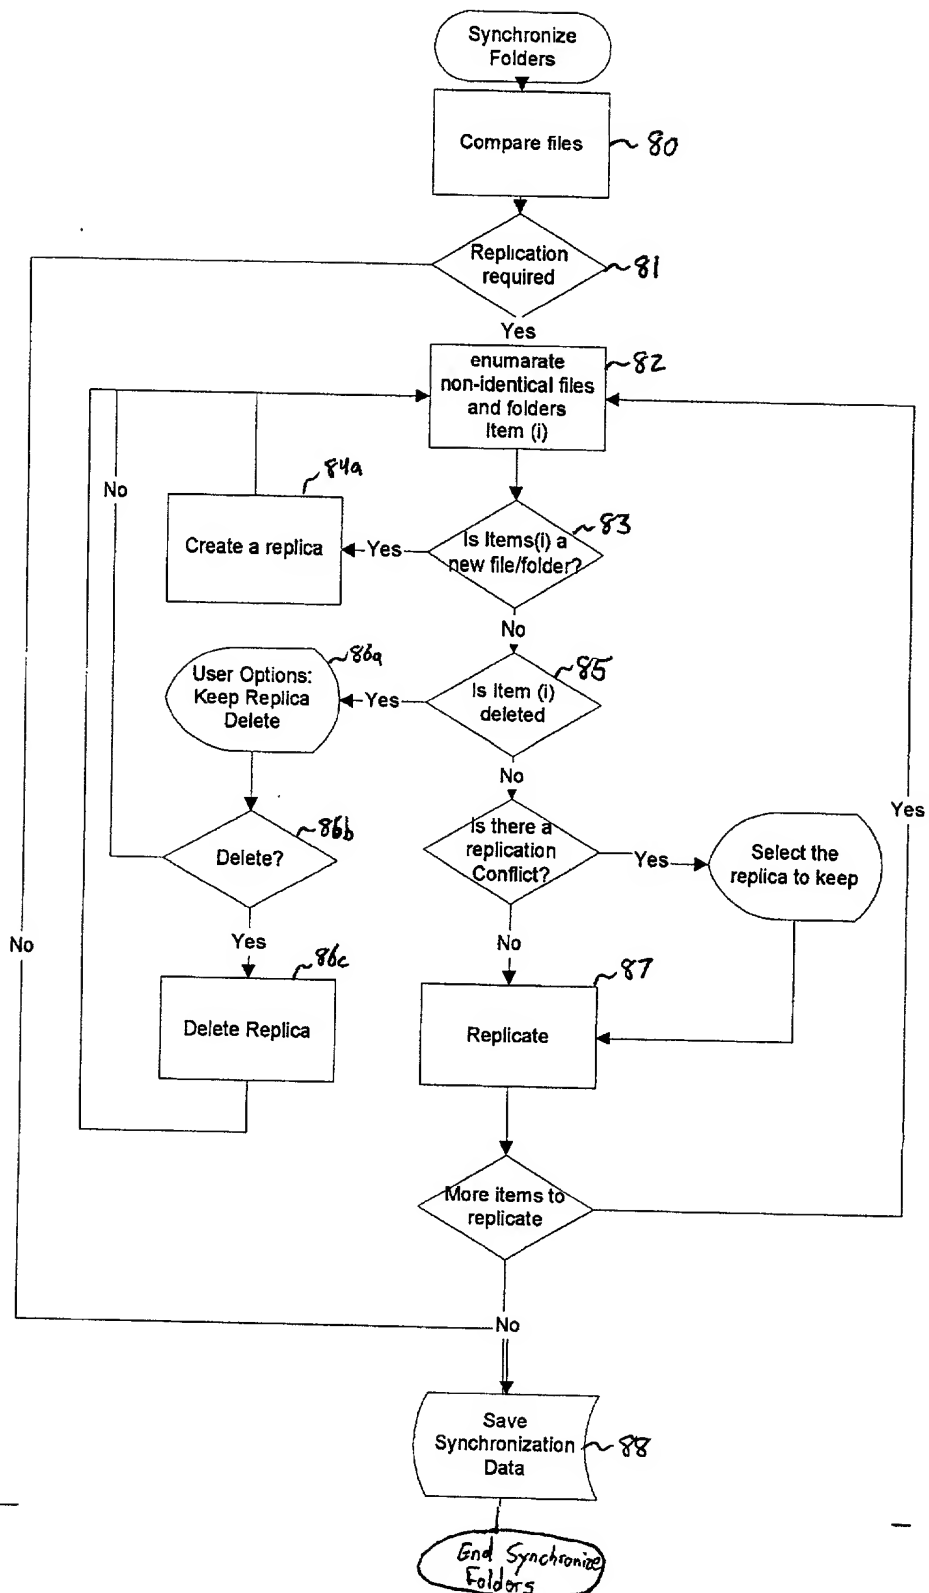 Synchronize
Folders
Compare files
80
Replication
required
81
Yes
enumarate
non-identical files
and folders
Item (i)
82
No
84a
Create a replica
Yes
Is Items(i) a
new file/folder?
83
No
User Options:
Keep Replica
Delete
86a
Yes
Is Item (i)
deleted
85
No
Delete?
86b
Is there a
replication
Conflict?
Yes
Select the
replica to keep
Yes
Yes
No
No
Delete Replica
86c
Replicate
87
More items to
replicate
No
Save
Synchronization
Data
88
End Synchronize
Folders